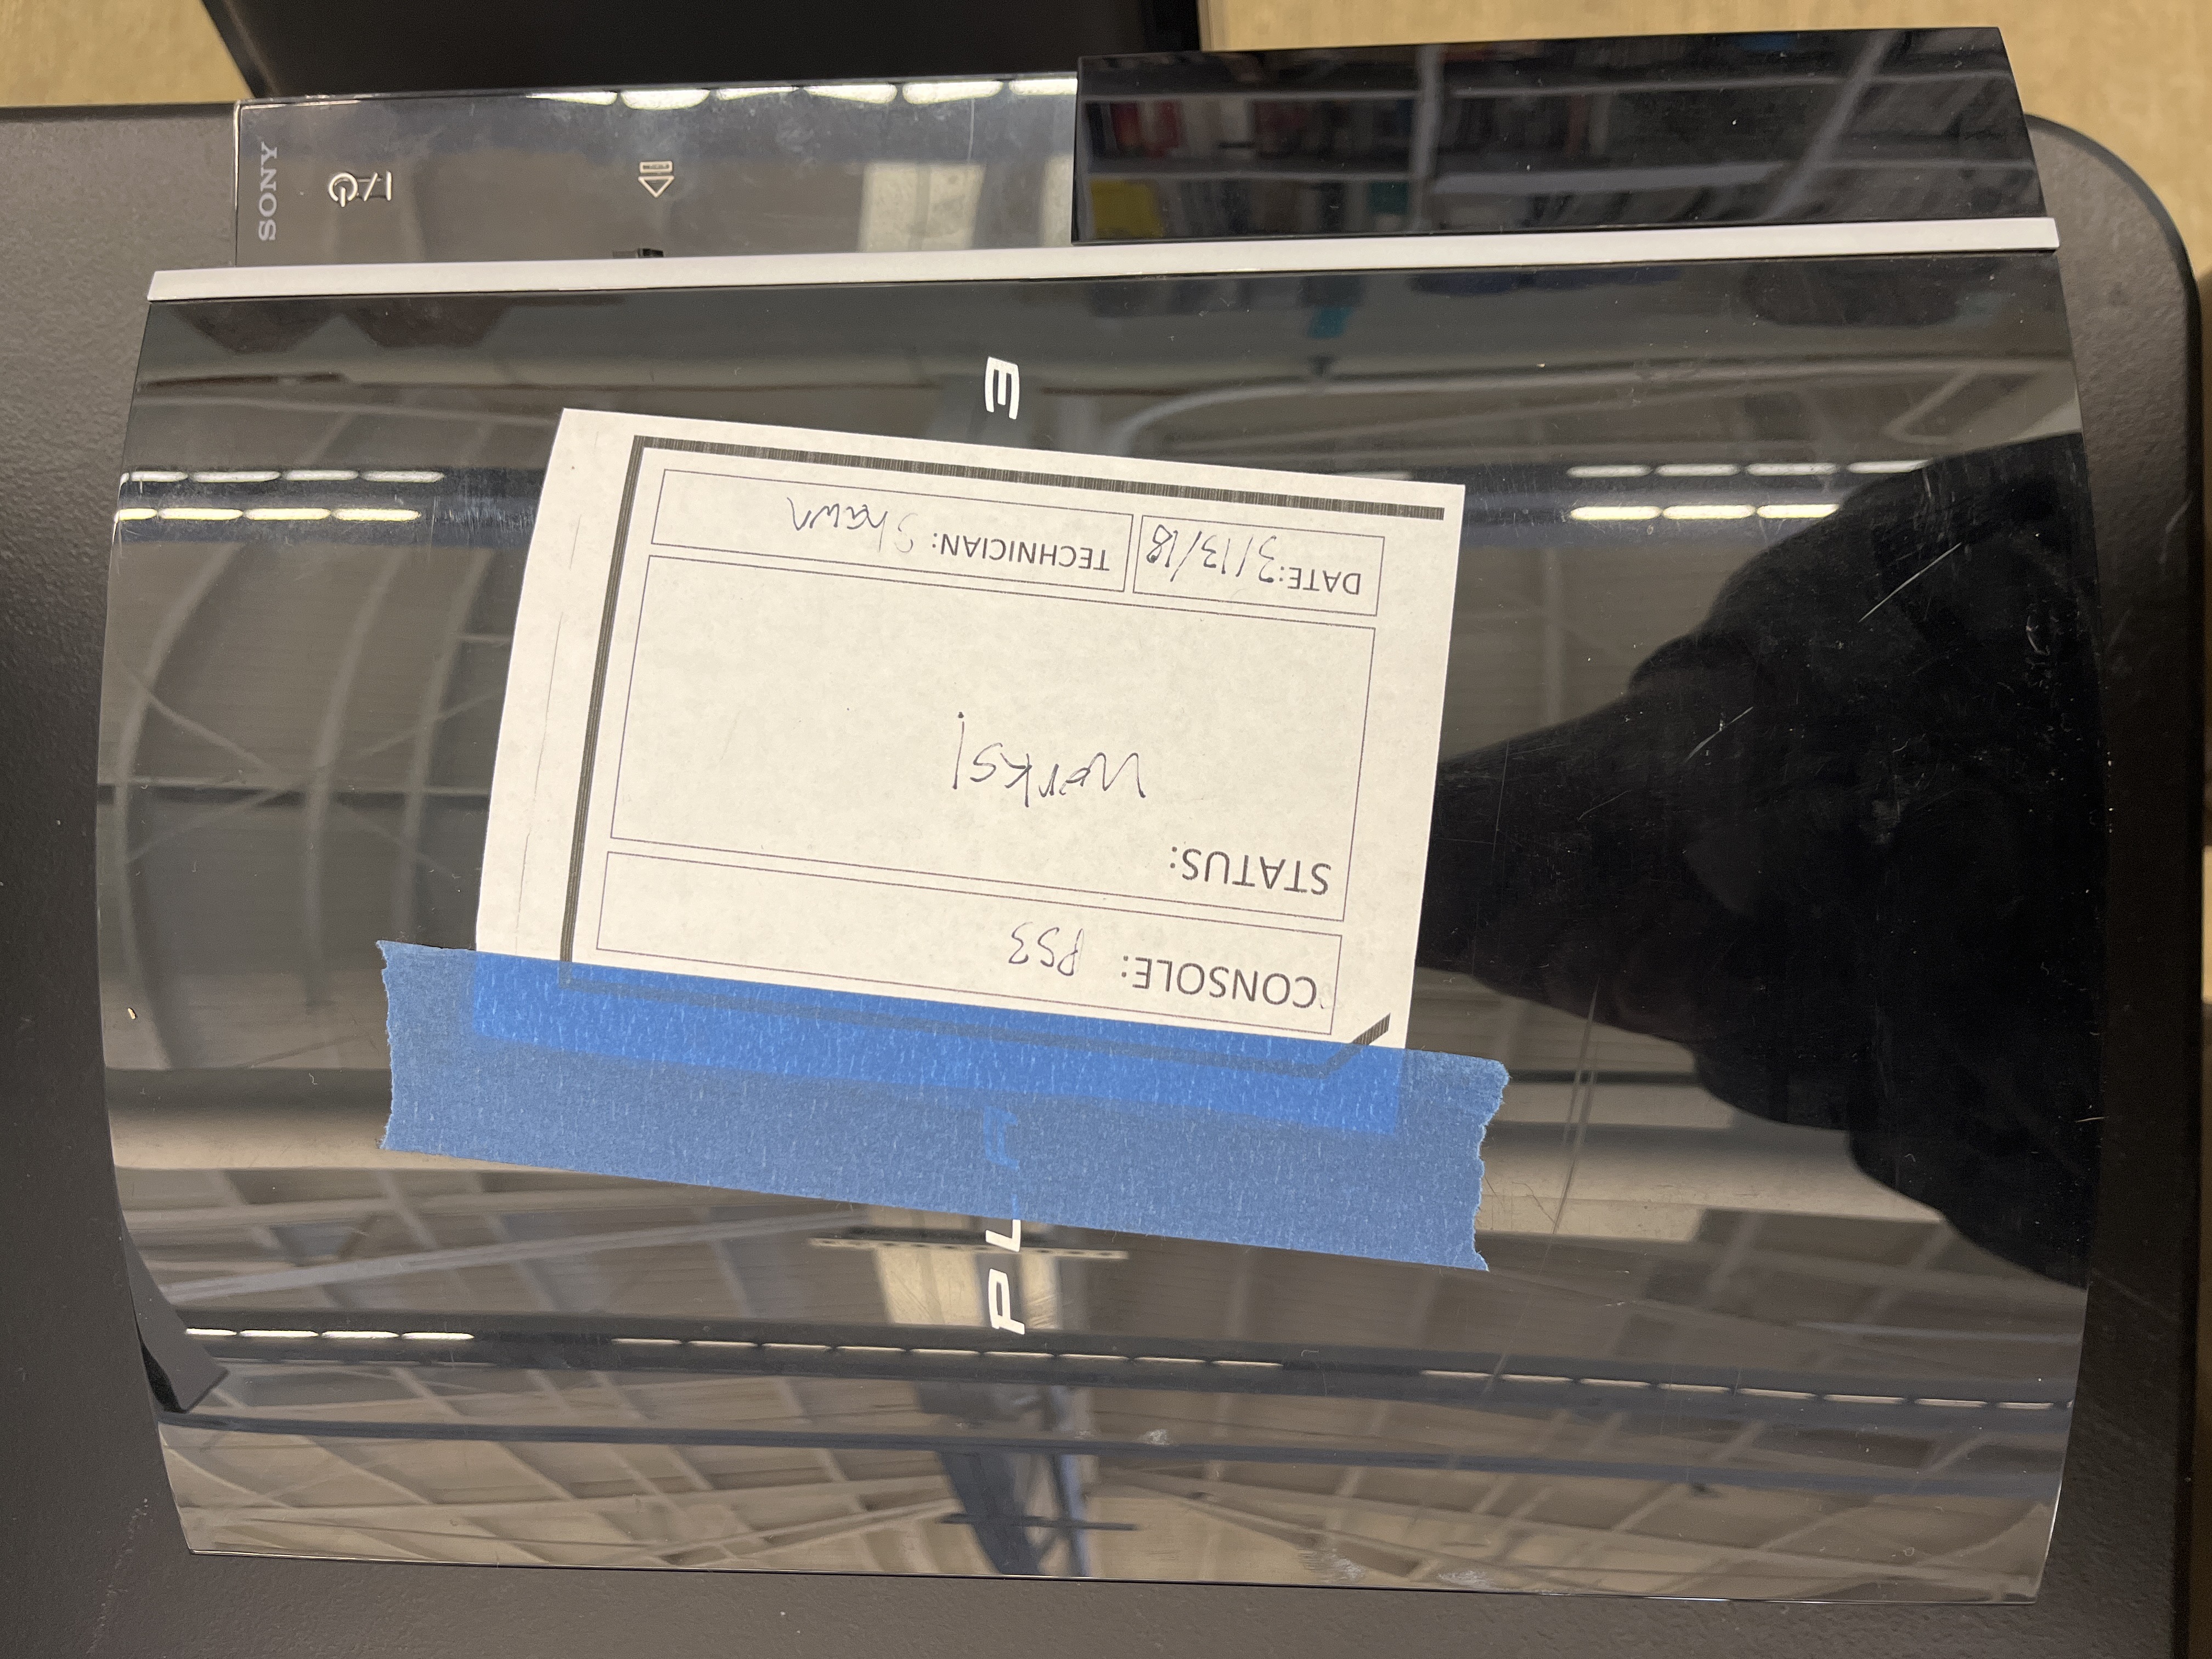 SONY
CONSOLE: PS3
STATUS:
Works!
DATE: 3/13/18
TECHNICIAN: Shawn